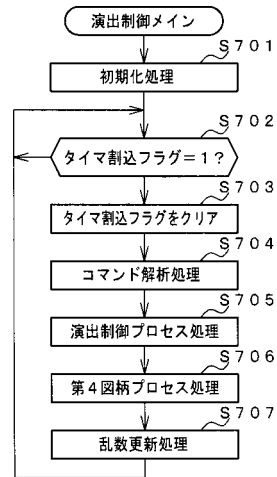 演出制御メイン
S701
初期化処理
S702
タイマ割込フラグ=1?
S703
タイマ割込フラグをクリア
S704
コマンド解析処理
S705
演出制御プロセス処理
S706
第4図柄プロセス処理
S707
乱数更新処理